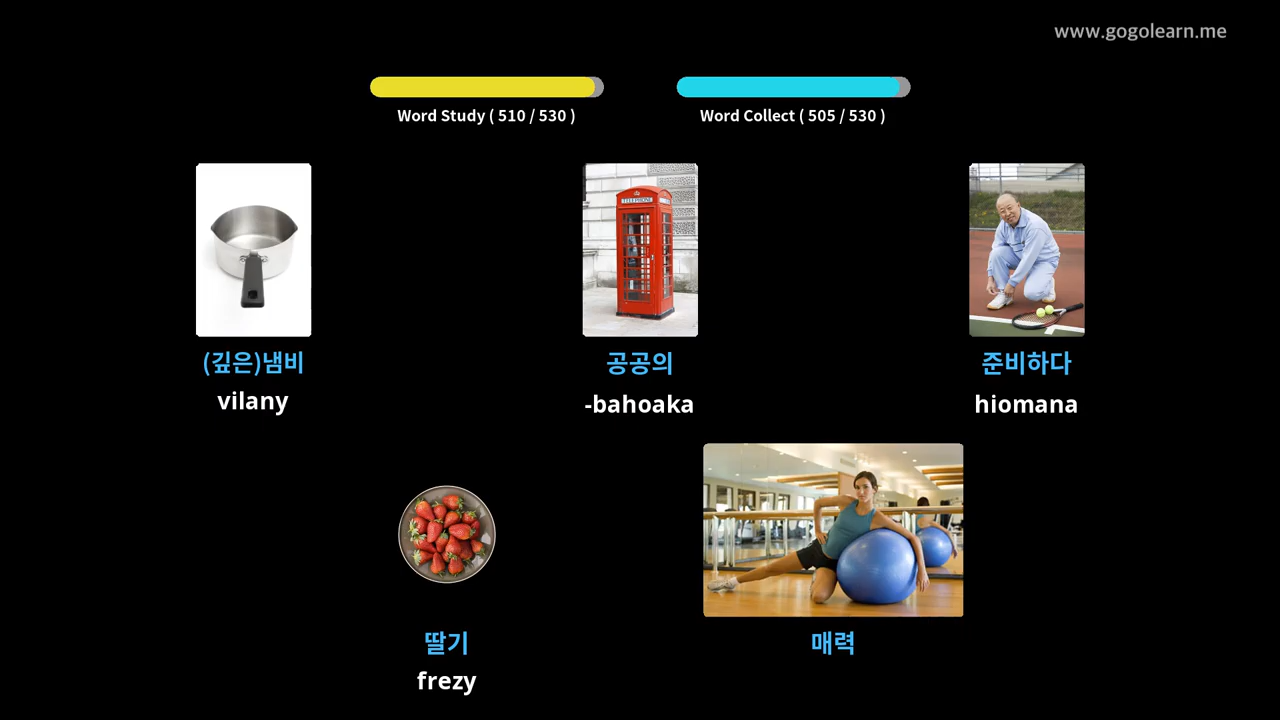 www.gogolearn.me
Word Study ( 510 / 530 )
Word Collect ( 505 / 530 )
TELEPHONE
(깊은)냄비
공공의
준비하다
vilany
-bahoaka
hiomana
딸기
매력
frezy